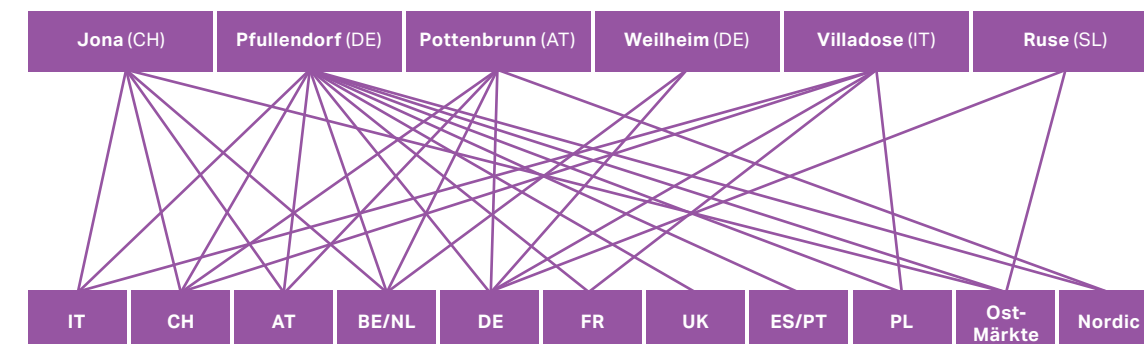 Jona (CH) Pfullendorf (DE) Pottenbrunn (AT) Weilheim (DE) Villadose (IT) Ruse (SL)
IT CH AT BE/NL DE FR UK ES/PT PL Ost-
Märkte Nordic